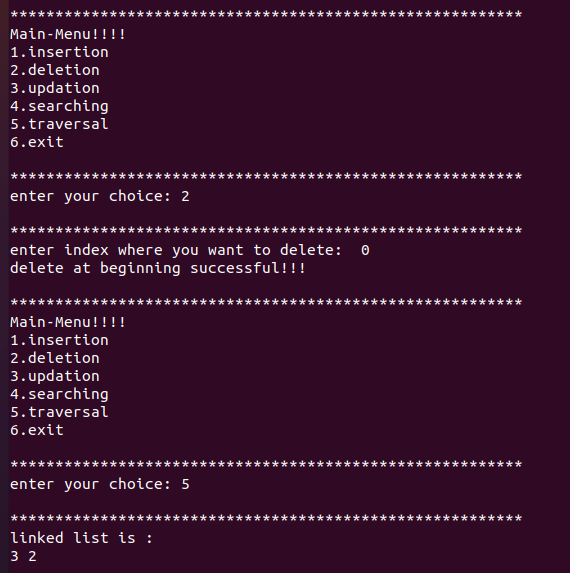 *********************************************************
Main-Menu!!!!
1.insertion
2.deletion
3.updation
4.searching
5.traversal
6.exit
*********************************************************
enter your choice: 2
*********************************************************
enter index where you want to delete:  0
delete at beginning successful!!!
*********************************************************
Main-Menu!!!!
1.insertion
2.deletion
3.updation
4.searching
5.traversal
6.exit
*********************************************************
enter your choice: 5
*********************************************************
linked list is :
3 2